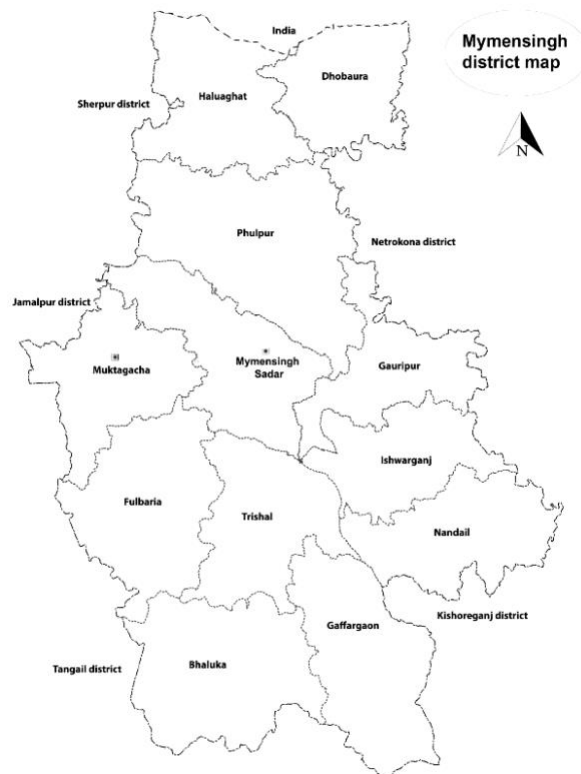 India
Mymensingh
district map
Dhobaura
Haluaghat
Sherpur district
N
Phulpur
Netrokona district
Jamalpur district
Mymensingh
Sadar
Gauripur
Muktagacha
Ishwarganj
Fulbaria
Trishal
Nandail
Kishoreganj district
Gaffargaon
Bhaluka
Tangail district